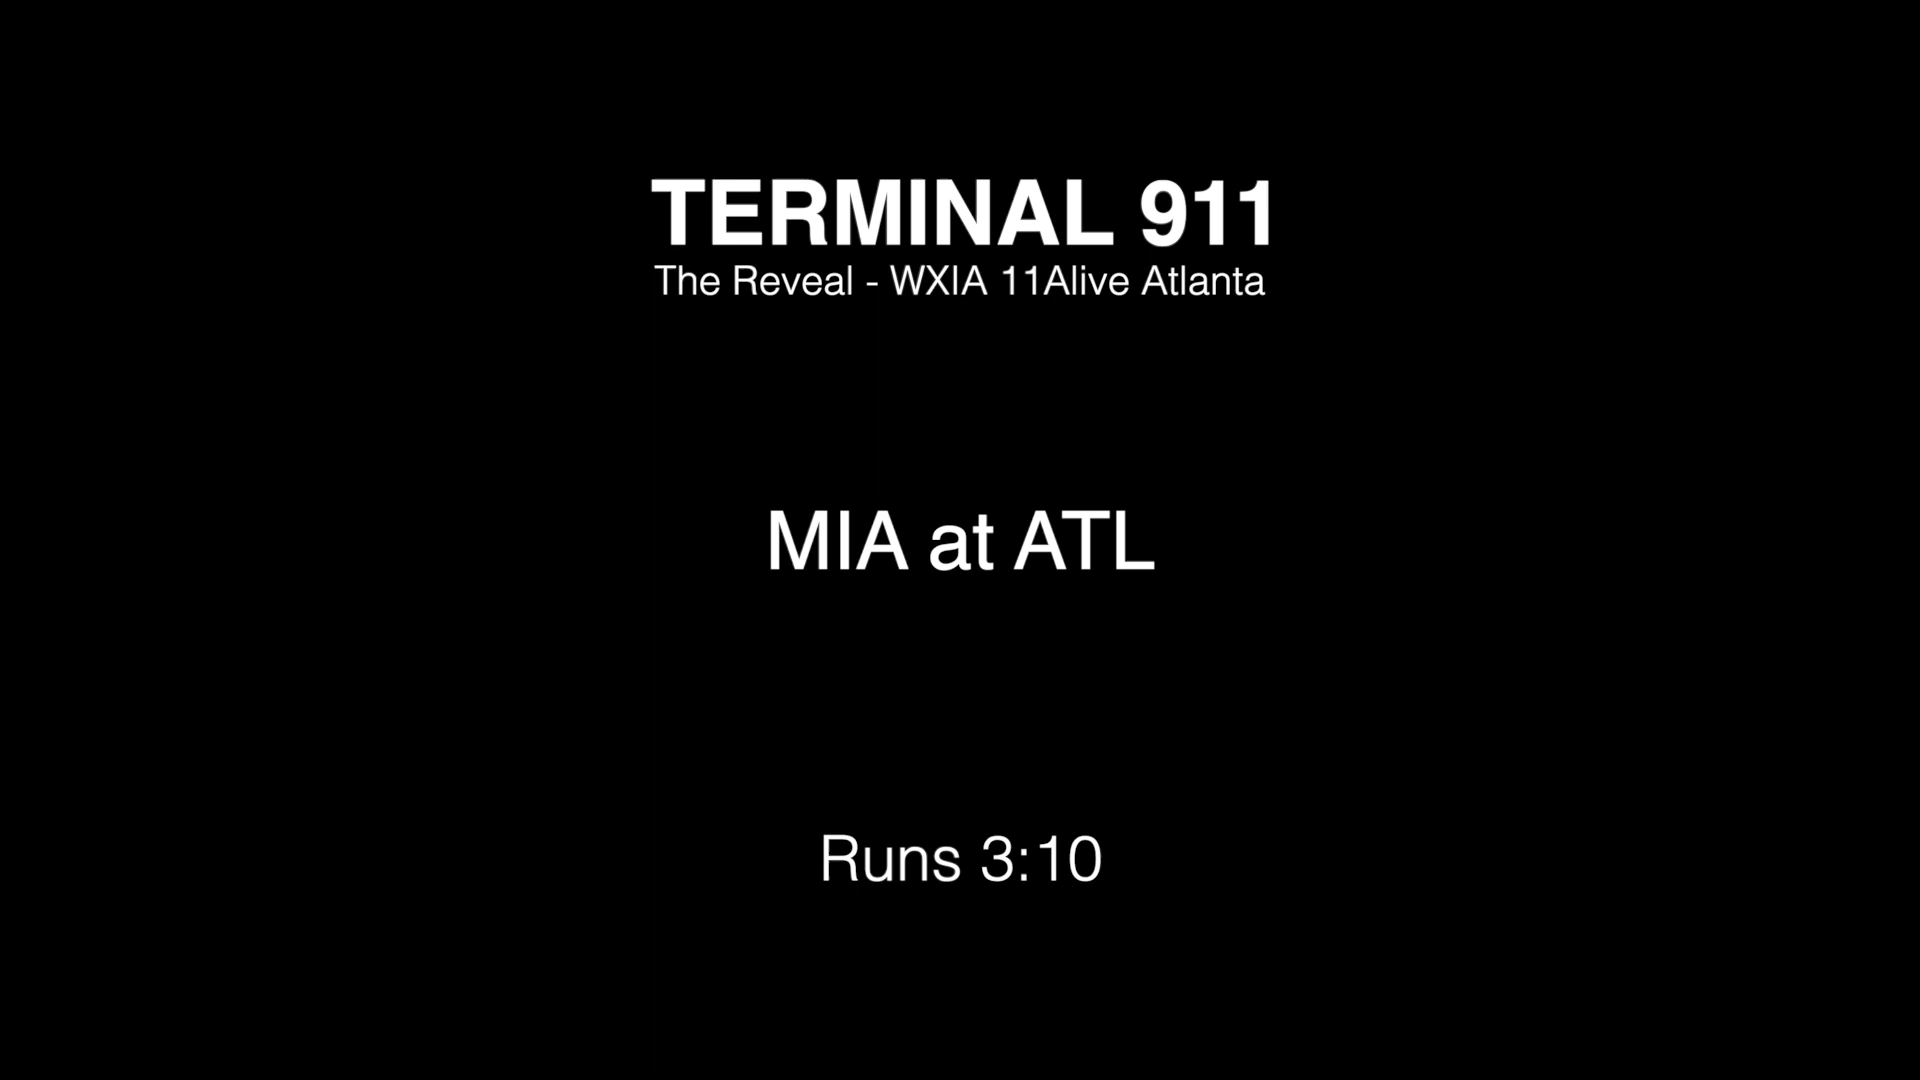 TERMINAL 911
The Reveal - WXIA 11Alive Atlanta
MIA at ATL
Runs 3:10